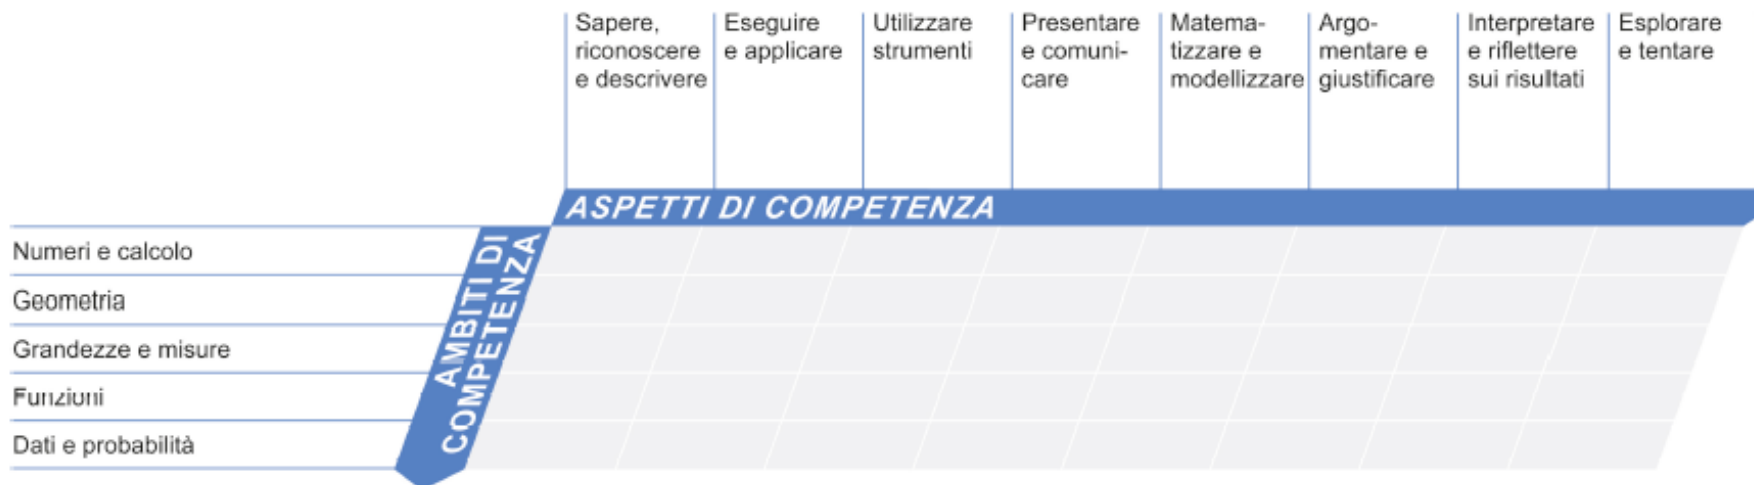 Sapere,
riconoscere
e descrivere
Eseguire
e applicare
Utilizzare
strumenti
Presentare
e comuni-
care
Matema-
tizzare e
modellizzare
Argo-
mentare e
giustificare
Interpretare
e riflettere
sui risultati
Esplorare
e tentare
ASPETTI DI COMPETENZA
AMBITI DI
COMPETENZA
Numeri e calcolo
Geometria
Grandezze e misure
Funzioni
Dati e probabilità